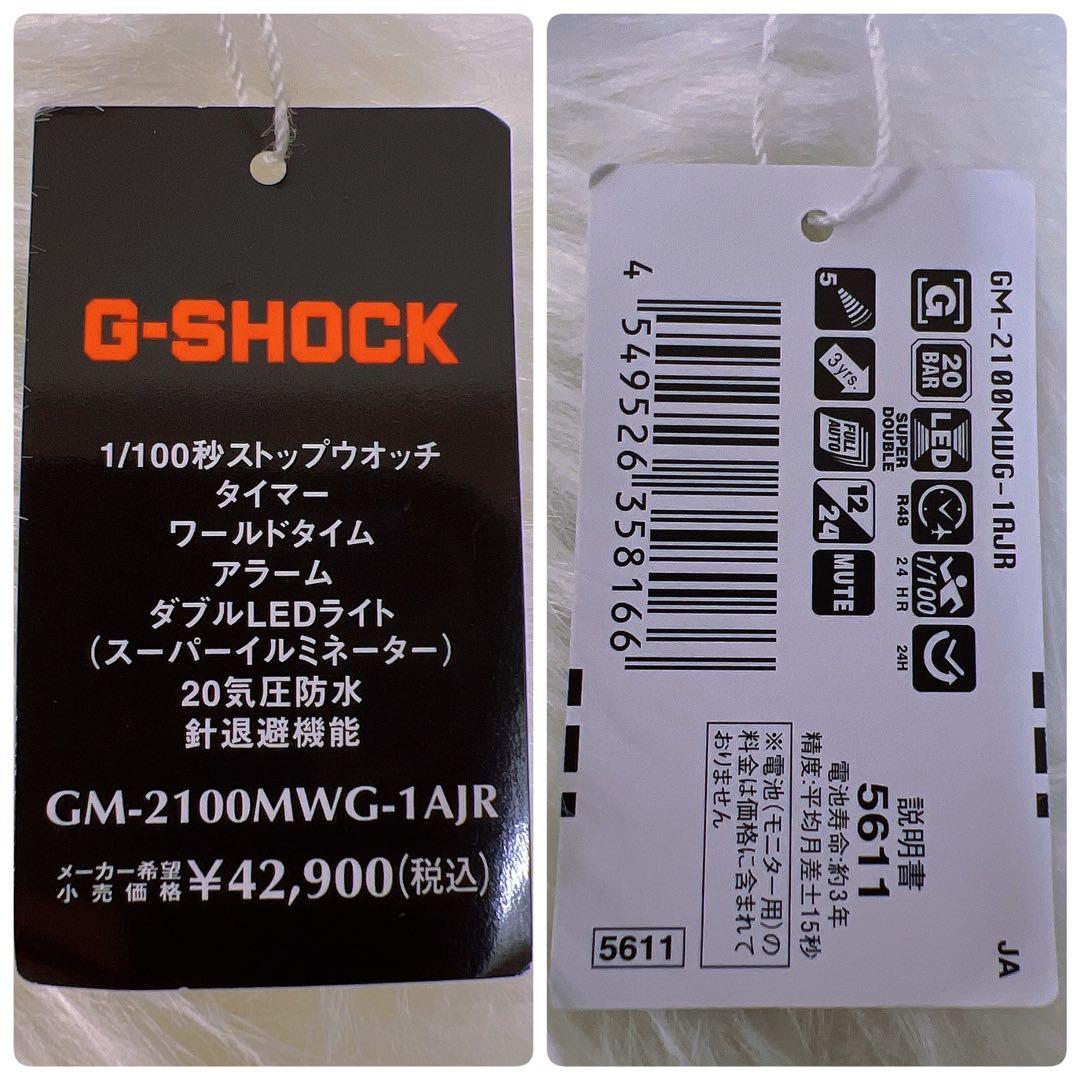 G-SHOCK
1/100秒ストップウオッチ
タイマー
ワールドタイム
アラーム
ダブルLEDライト
(スーパーイルミネーター)
20気圧防水
針退避機能
GM-2100MWG-1AJR
メーカー希望
小売価格 ¥42,900(税込)
GM-2100MWG-1AJR
G
20
BAR
LED
SUPER
DOUBLE
R48
1/100
24 HR
24H
5
3yrs.
FULL
AUTO
12/24
MUTE
4 549526 358166
説明書
5611
電池寿命:約3年
精度:平均月差±15秒
※電池(モニター用)の
料金は価格に含まれて
おりません
5611
JA